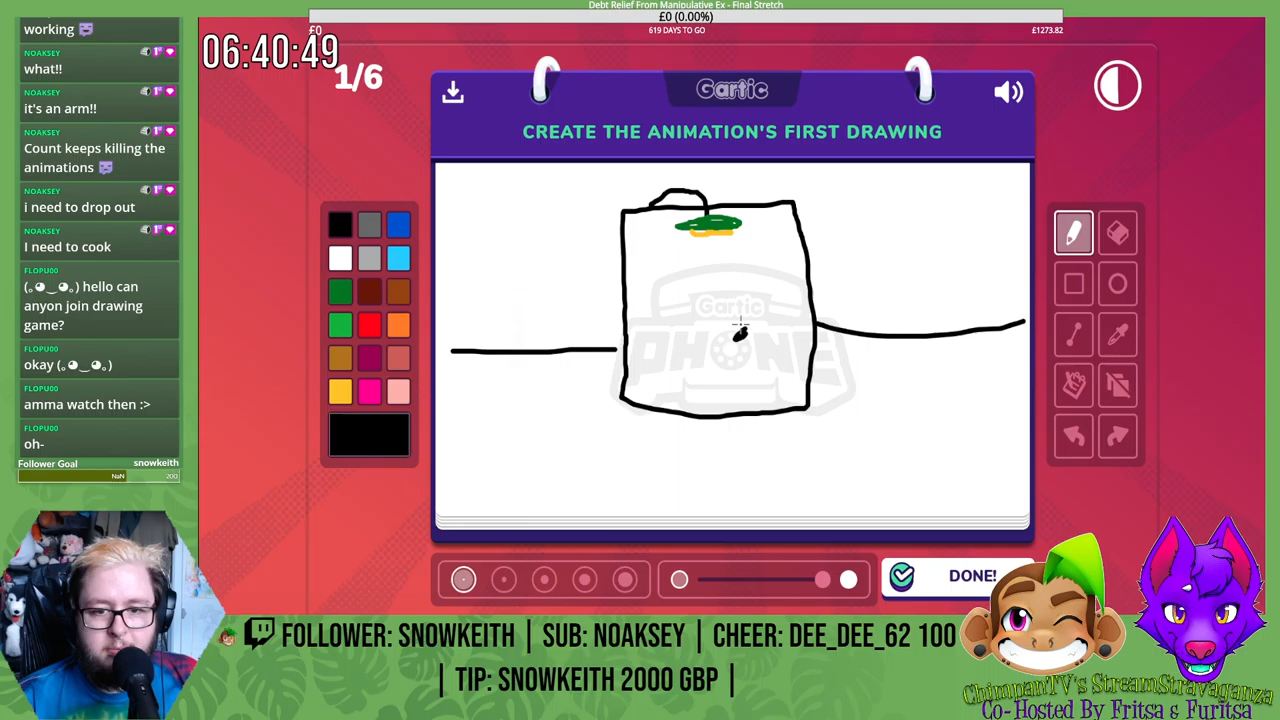 Debt Relief From Manipulative Ex - Final Stretch
£0 (0.00%)
£0
619 DAYS TO GO
£1273.82
06:40:49
1/6
working
NOAKSEY
what!!
NOAKSEY
it's an arm!!
NOAKSEY
Count keeps killing the
animations
NOAKSEY
i need to drop out
NOAKSEY
I need to cook
FLOPU00
(｡◕‿◕｡) hello can
anyon join drawing
game?
FLOPU00
okay (｡◕‿◕｡)
FLOPU00
amma watch then :>
FLOPU00
oh-
Follower Goal snowkeith
NaN 200
Gartic
CREATE THE ANIMATION'S FIRST DRAWING
Gartic
PHONE
DONE!
FOLLOWER: SNOWKEITH | SUB: NOAKSEY | CHEER: DEE_DEE_62 100
| TIP: SNOWKEITH 2000 GBP |
ChimpanTV's StreamStravaganza
Co-Hosted By Fritsa & Furitsa